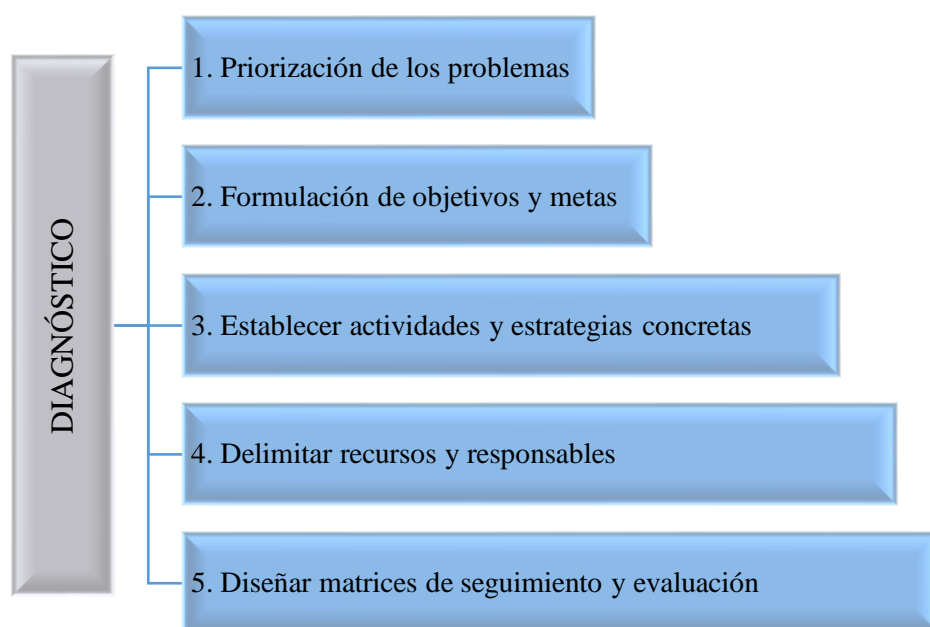 DIAGNÓSTICO
1. Priorización de los problemas
2. Formulación de objetivos y metas
3. Establecer actividades y estrategias concretas
4. Delimitar recursos y responsables
5. Diseñar matrices de seguimiento y evaluación